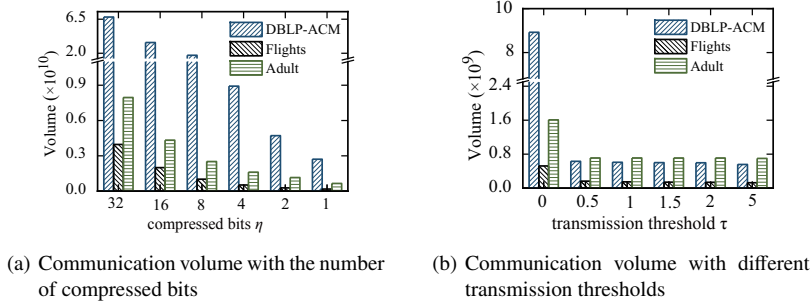 6.5
2.0
0.9
0.6
0.3
0.0
Volume (×10¹⁰)
DBLP-ACM
Flights
Adult
32 16 8 4 2 1
compressed bits η
(a) Communication volume with the number
of compressed bits
10
8
2.4
1.6
0.8
0.0
Volume (×10⁹)
DBLP-ACM
Flights
Adult
0 0.5 1 1.5 2 5
transmission threshold τ
(b) Communication volume with different
transmission thresholds